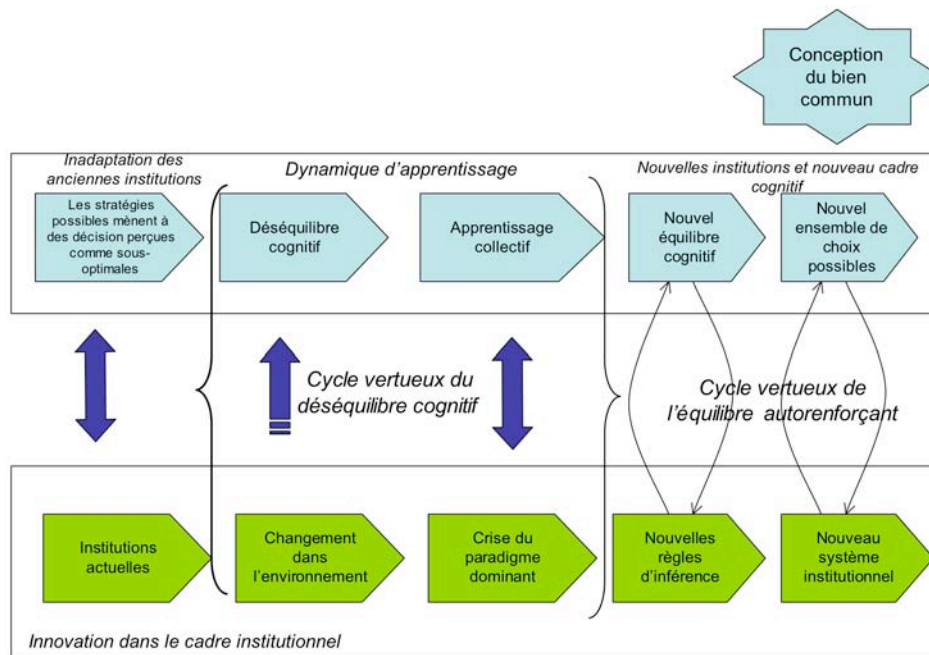 Conception
du bien
commun
Inadaptation des
anciennes institutions
Dynamique d'apprentissage
Nouvelles institutions et nouveau cadre
cognitif
Les stratégies
possibles mènent à
des décision perçues
comme sous-
optimales
Déséquilibre
cognitif
Apprentissage
collectif
Nouvel
équilibre
cognitif
Nouvel
ensemble de
choix
possibles
Cycle vertueux du
déséquilibre cognitif
Cycle vertueux de
l'équilibre autorenforçant
Institutions
actuelles
Changement
dans
l'environnement
Crise du
paradigme
dominant
Nouvelles
règles
d'inférence
Nouveau
système
institutionnel
Innovation dans le cadre institutionnel